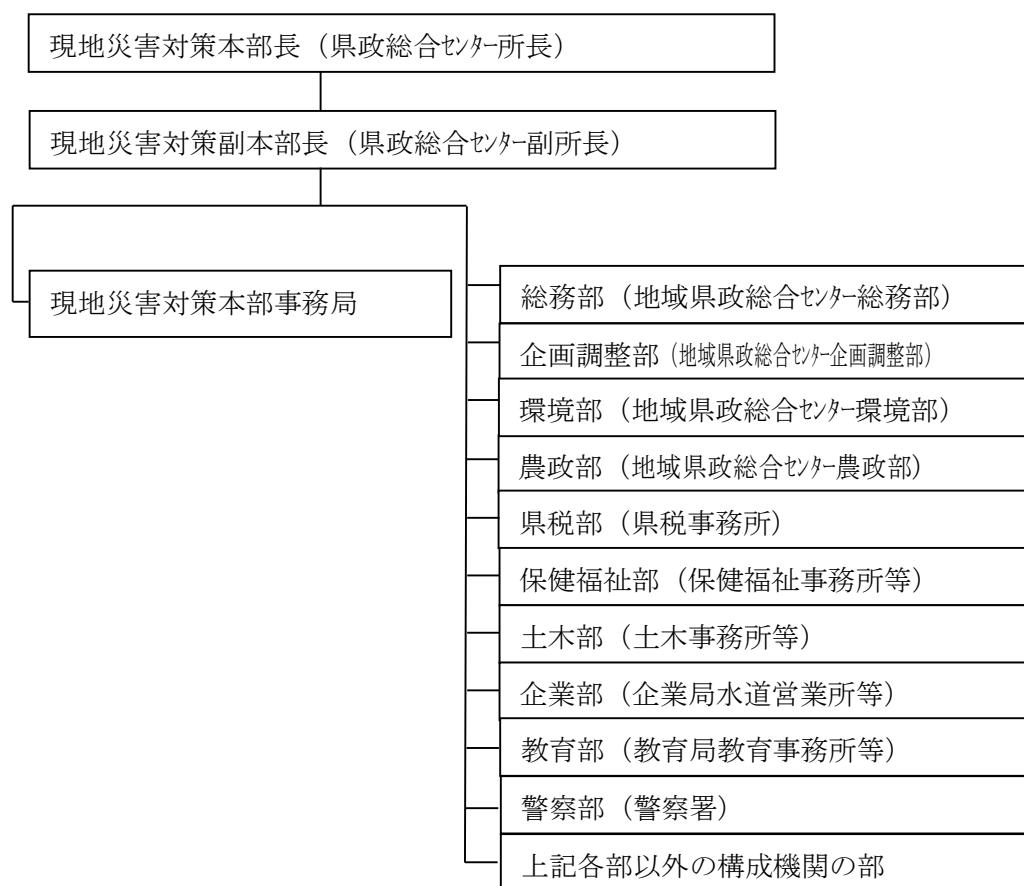 現地災害対策本部長（県政総合ｾﾝﾀｰ所長）
現地災害対策副本部長（県政総合ｾﾝﾀｰ副所長）
現地災害対策本部事務局
総務部（地域県政総合ｾﾝﾀｰ総務部）
企画調整部（地域県政総合ｾﾝﾀｰ企画調整部）
環境部（地域県政総合ｾﾝﾀｰ環境部）
農政部（地域県政総合ｾﾝﾀｰ農政部）
県税部（県税事務所）
保健福祉部（保健福祉事務所等）
土木部（土木事務所等）
企業部（企業局水道営業所等）
教育部（教育局教育事務所等）
警察部（警察署）
上記各部以外の構成機関の部